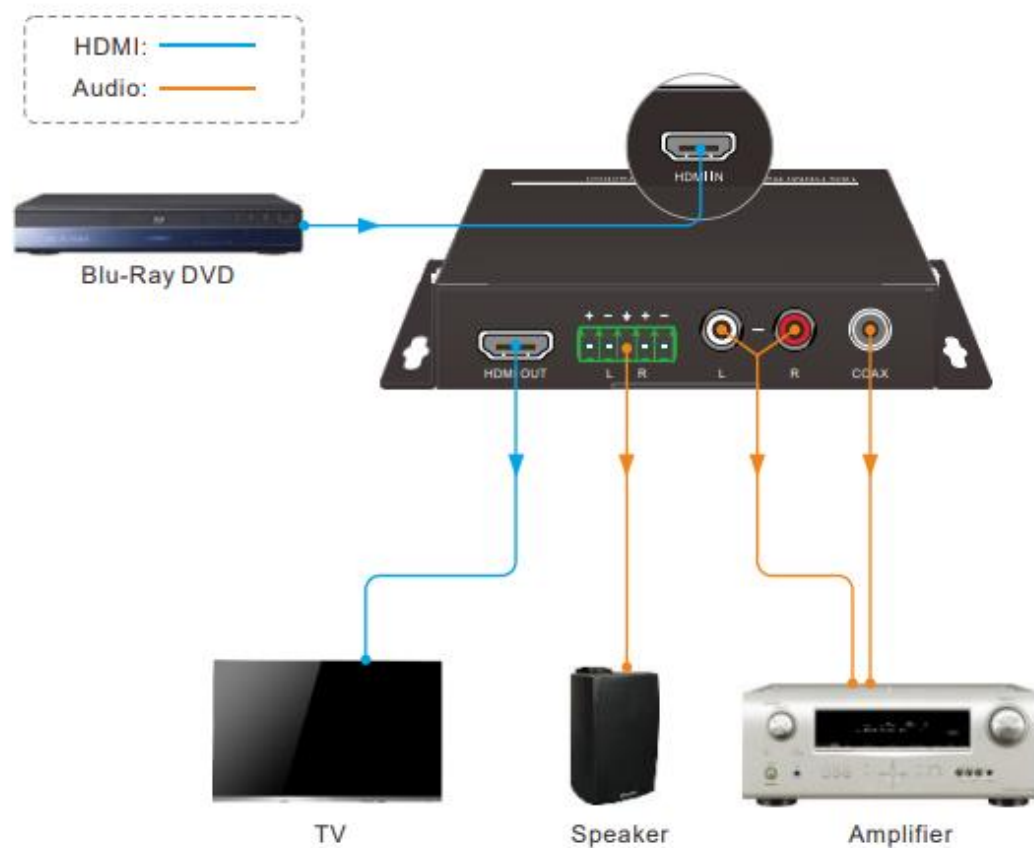 HDMI:
Audio:
HDMI IN
Blu-Ray DVD
+ - + -
HDMI OUT
L R
L - R
COAX
TV
Speaker
Amplifier